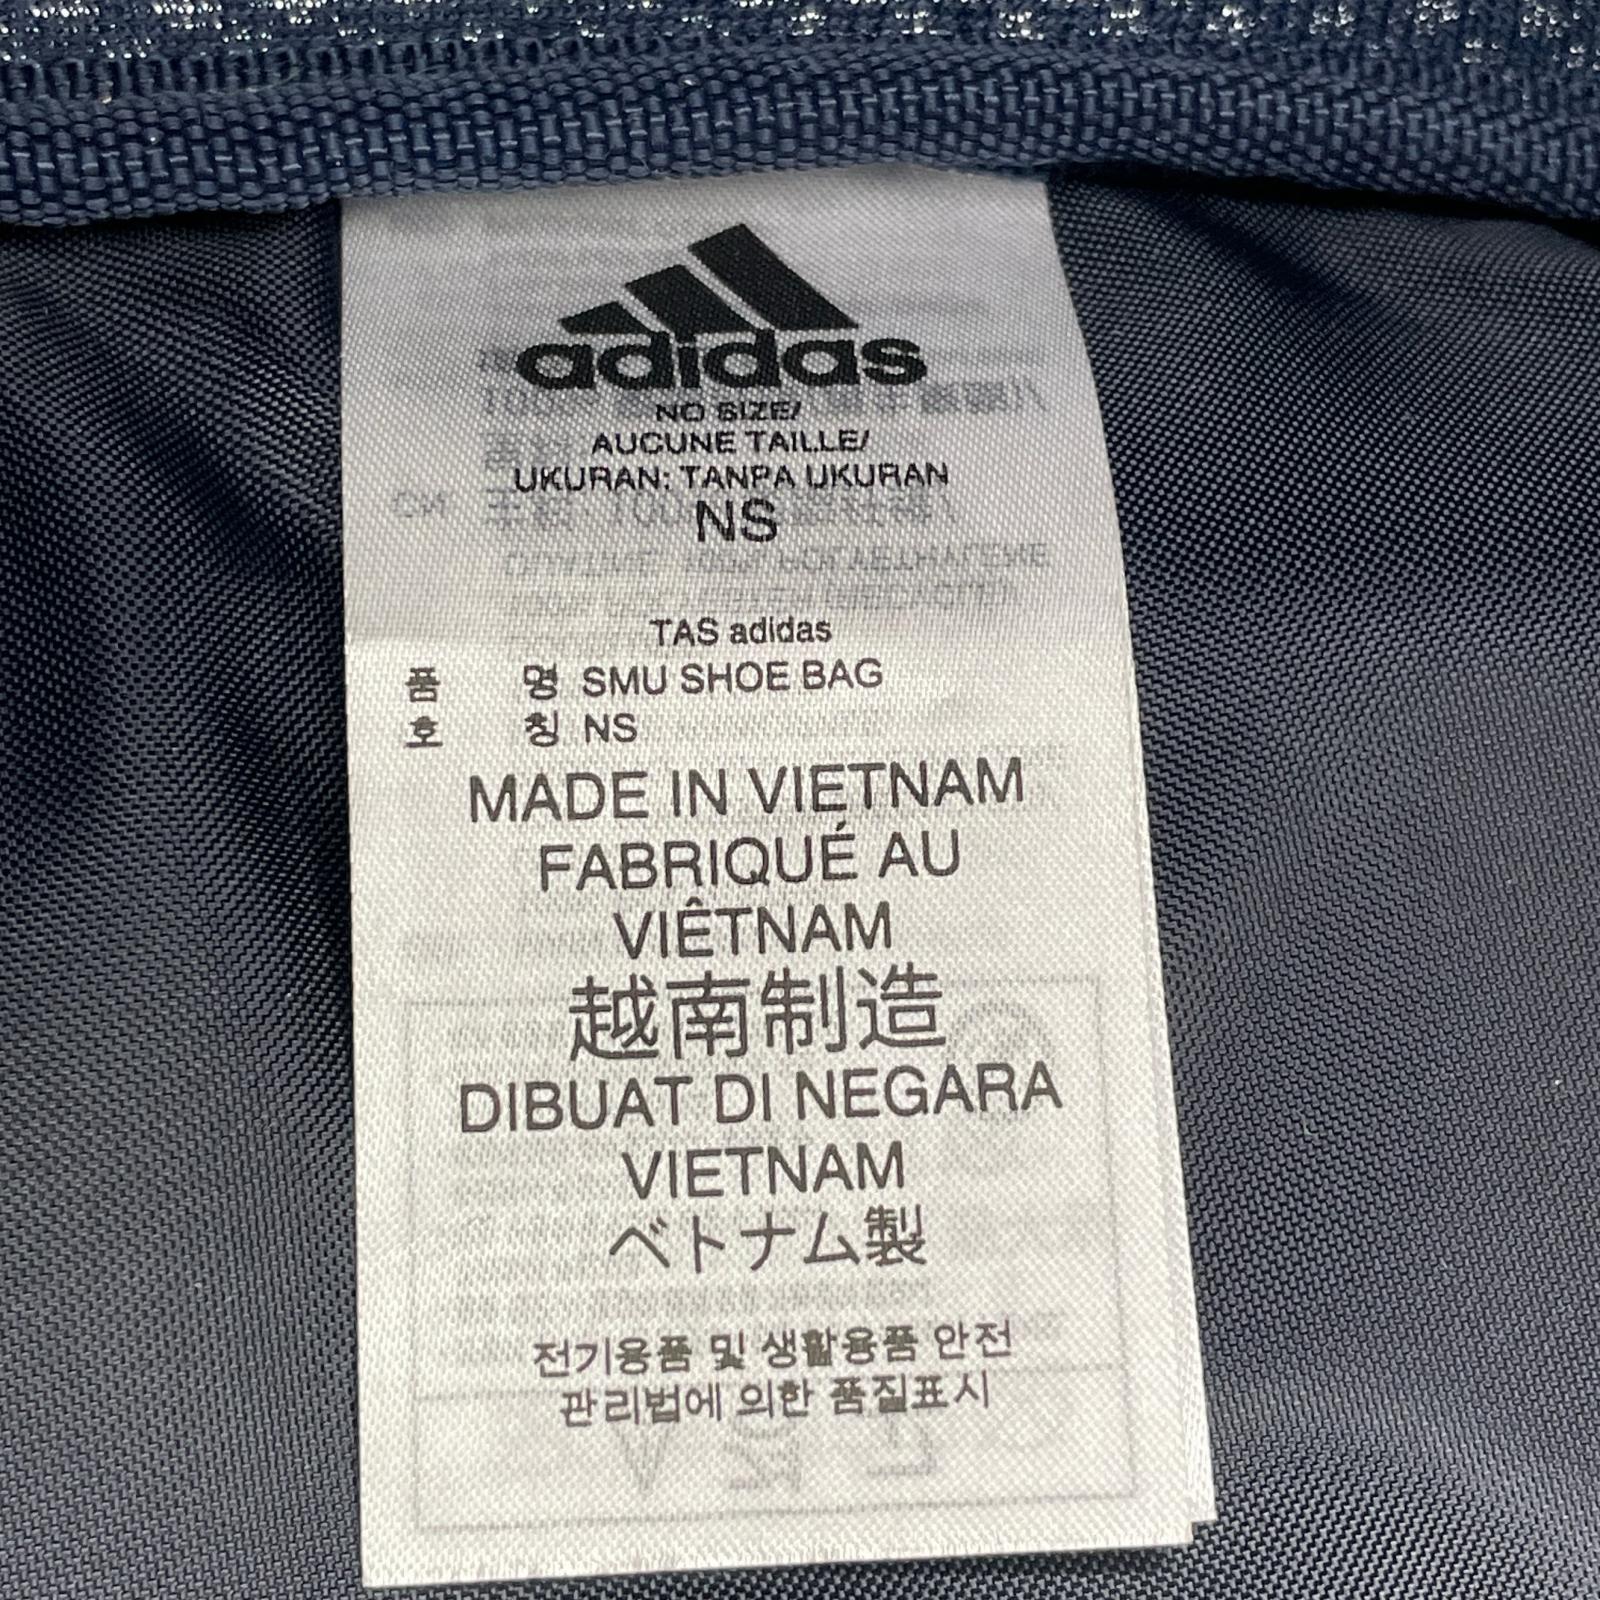 adidas
NO SIZE/
AUCUNE TAILLE/
UKURAN: TANPA UKURAN
NS
TAS adidas
품 명 SMU SHOE BAG
호 칭 NS
MADE IN VIETNAM
FABRIQUÉ AU
VIÊTNAM
越南制造
DIBUAT DI NEGARA
VIETNAM
ベトナム製
전기용품 및 생활용품 안전
관리법에 의한 품질표시